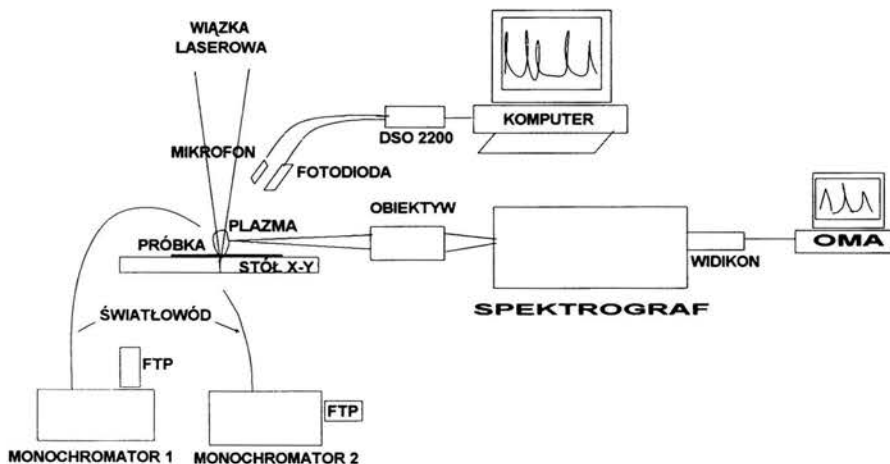 WIĄZKA
LASEROWA
KOMPUTER
DSO 2200
MIKROFON
FOTODIODA
OBIEKTYW
PLAZMA
PRÓBKA
STÓŁ X-Y
WIDIKON
OMA
SPEKTROGRAF
ŚWIATŁOWÓD
FTP
FTP
MONOCHROMATOR 1
MONOCHROMATOR 2